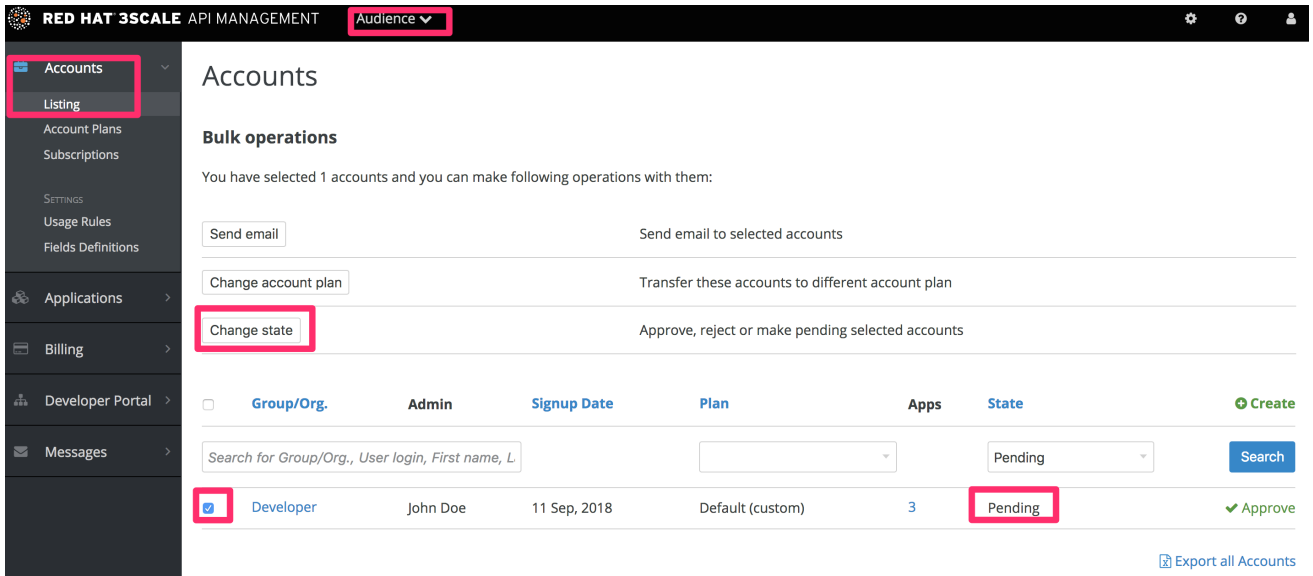 RED HAT 3SCALE API MANAGEMENT Audience
Accounts
Listing
Account Plans
Subscriptions
SETTINGS
Usage Rules
Fields Definitions
Applications
Billing
Developer Portal
Messages
Accounts
Bulk operations
You have selected 1 accounts and you can make following operations with them:
Send email Send email to selected accounts
Change account plan Transfer these accounts to different account plan
Change state Approve, reject or make pending selected accounts
Group/Org. Admin Signup Date Plan Apps State Create
Search for Group/Org., User login, First name, L Pending Search
Developer John Doe 11 Sep, 2018 Default (custom) 3 Pending Approve
Export all Accounts